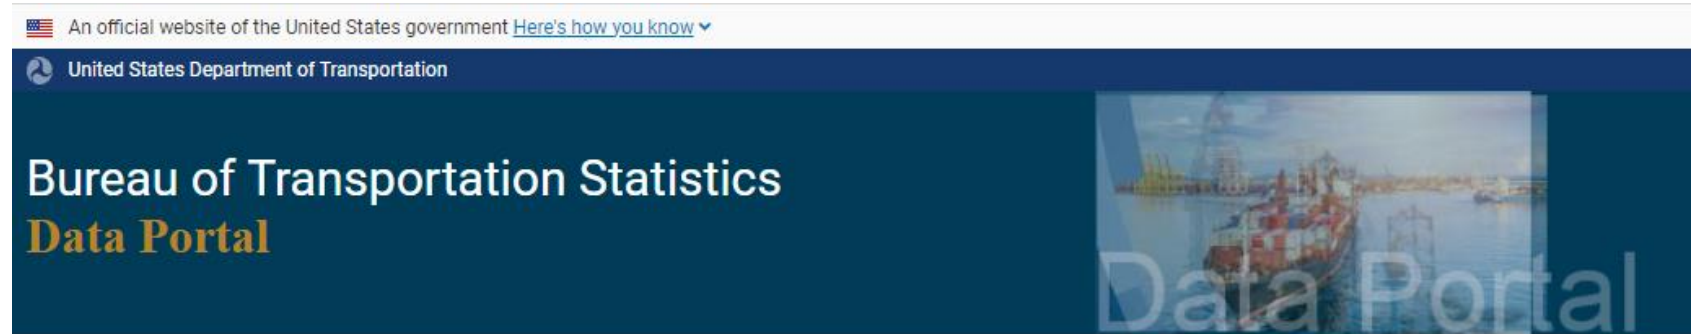 An official website of the United States government Here's how you know
United States Department of Transportation
Bureau of Transportation Statistics
Data Portal
Data Portal